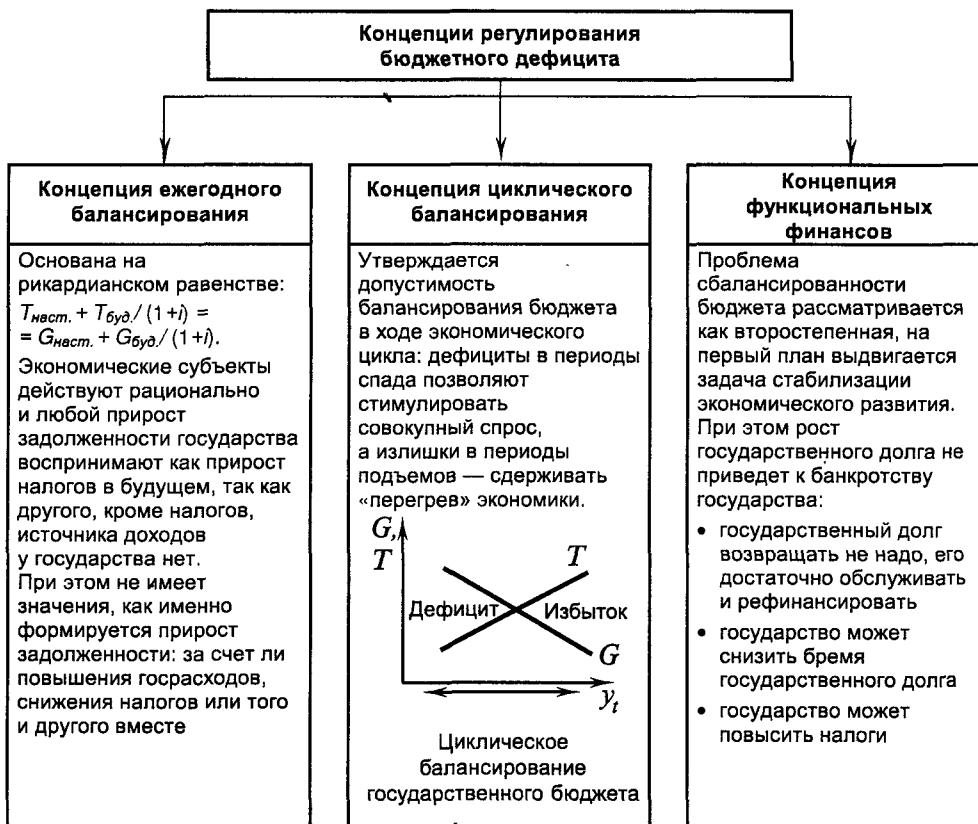 Концепции регулирования
бюджетного дефицита
Концепция ежегодного
балансирования
Основана на
рикардианском равенстве:
Tнаст. + Tбуд./ (1+i) =
= Gнаст. + Gбуд./ (1+i).
Экономические субъекты
действуют рационально
и любой прирост
задолженности государства
воспринимают как прирост
налогов в будущем, так как
другого, кроме налогов,
источника доходов
у государства нет.
При этом не имеет
значения, как именно
формируется прирост
задолженности: за счет ли
повышения госрасходов,
снижения налогов или того
и другого вместе
Концепция циклического
балансирования
Утверждается
допустимость
балансирования бюджета
в ходе экономического
цикла: дефициты в периоды
спада позволяют
стимулировать
совокупный спрос,
а излишки в периоды
подъемов — сдерживать
«перегрев» экономики.
G,
T
T
Дефицит Избыток
G
yt
Циклическое
балансирование
государственного бюджета
Концепция
функциональных
финансов
Проблема
сбалансированности
бюджета рассматривается
как второстепенная, на
первый план выдвигается
задача стабилизации
экономического развития.
При этом рост
государственного долга не
приведет к банкротству
государства:
• государственный долг
возвращать не надо, его
достаточно обслуживать
и рефинансировать
• государство может
снизить бремя
государственного долга
• государство может
повысить налоги